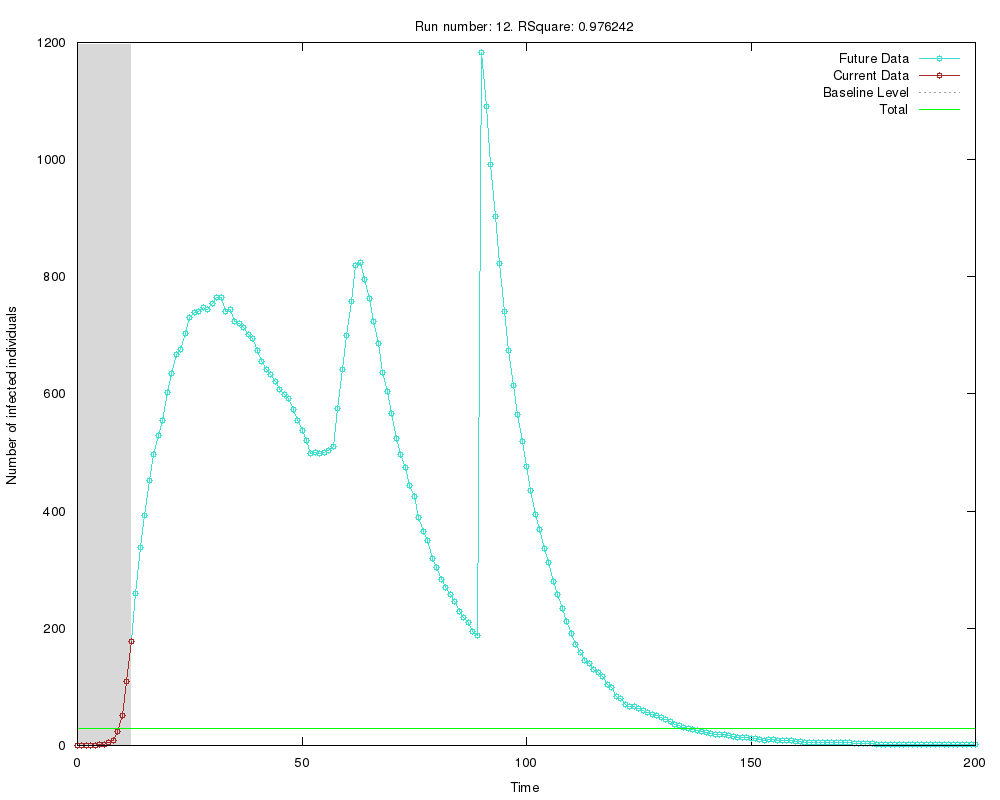 Run number: 12. RSquare: 0.976242
1200
1000
800
600
400
200
0
Number of infected individuals
Future Data
Current Data
Baseline Level
Total
0
50
100
150
200
Time